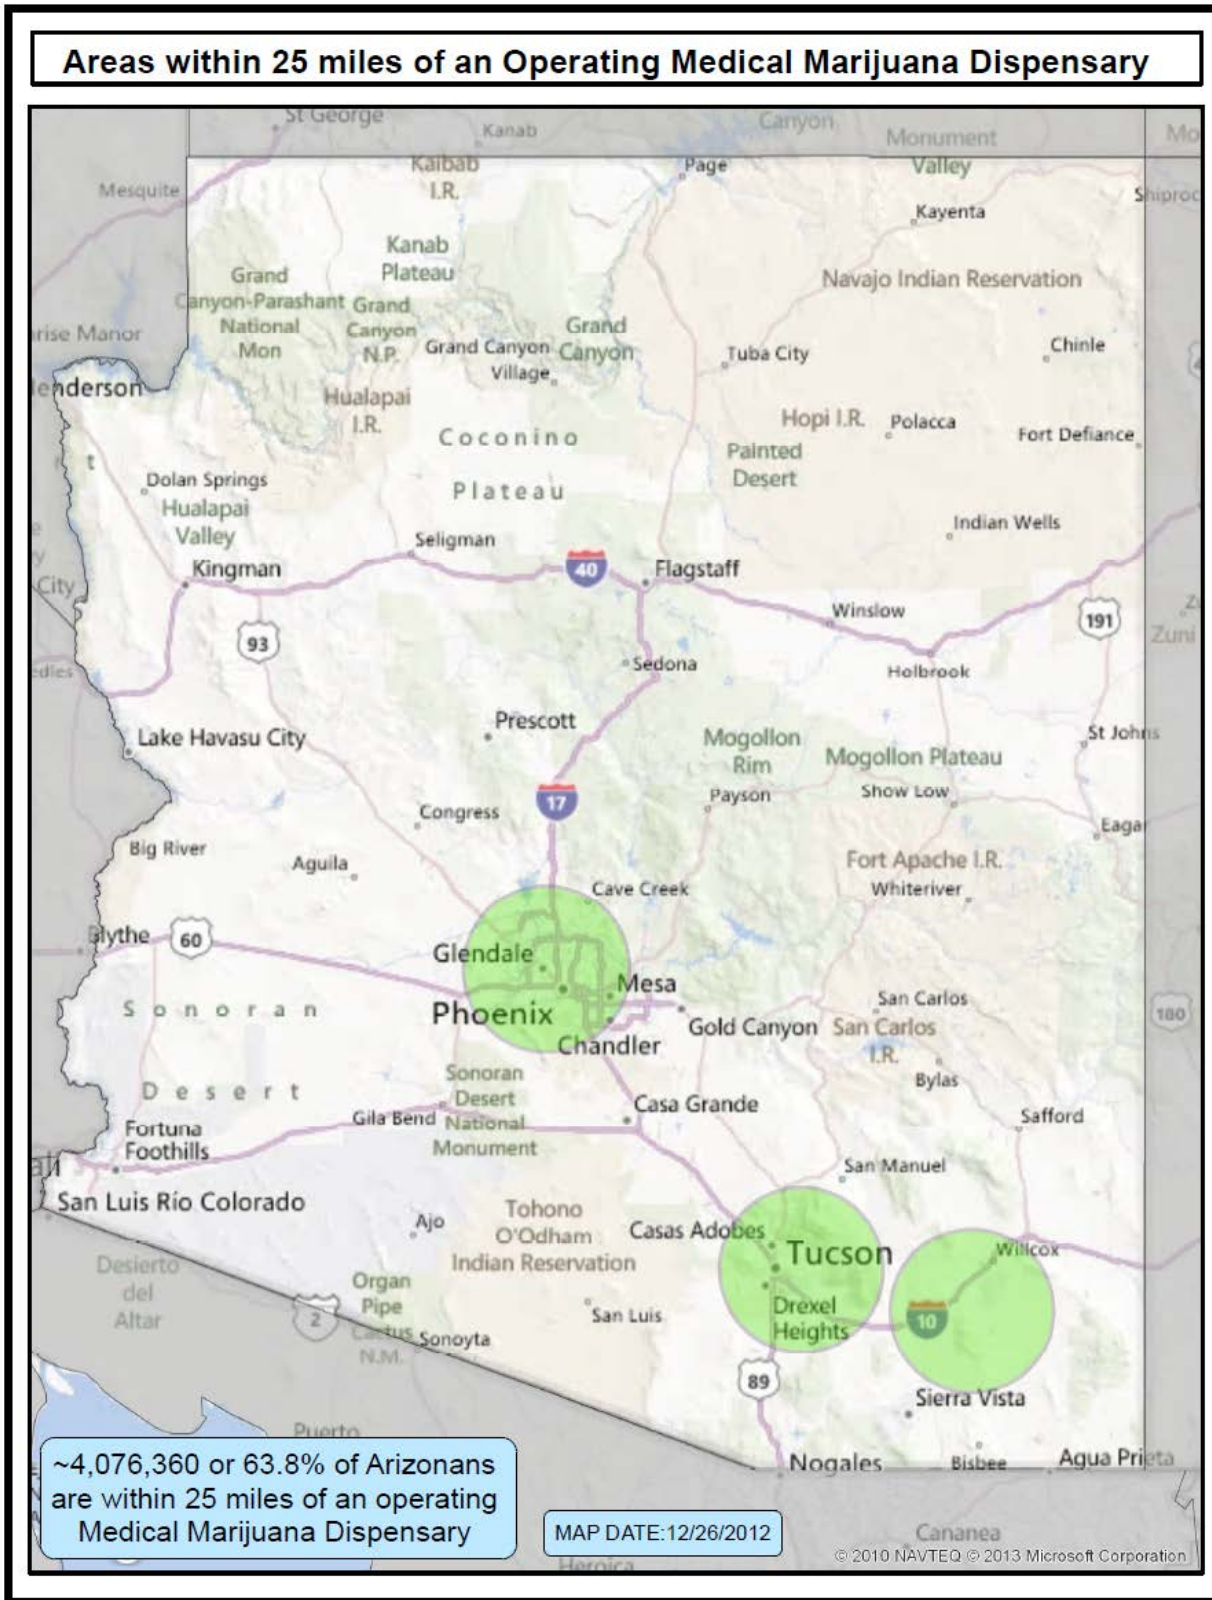 Areas within 25 miles of an Operating Medical Marijuana Dispensary
St George
Kanab
Canyon
Monument
Valley
Mesquite
Kaibab
I.R.
Page
Kayenta
Kanab
Plateau
Grand
Canyon-Parashant
National
Mon
Grand
Canyon
N.P.
Navajo Indian Reservation
Grand Canyon
Village
Grand
Canyon
Tuba City
Chinle
Hualapai
I.R.
Hopi I.R.
Polacca
Fort Defiance
Coconino
Plateau
Painted
Desert
Dolan Springs
Hualapai
Valley
Indian Wells
Seligman
Kingman
40
Flagstaff
City
Winslow
191
93
Zuni
Sedona
Holbrook
Prescott
Lake Havasu City
Mogollon
Rim
Mogollon Plateau
St Johns
17
Payson
Show Low
Congress
Eagar
Big River
Aguila
Fort Apache I.R.
Whiteriver
Cave Creek
Blythe
60
Glendale
Mesa
Phoenix
Sonoran
Desert
San Carlos
180
Gold Canyon
San Carlos
I.R.
Chandler
Bylas
Sonoran
Desert
National
Monument
Casa Grande
Gila Bend
Safford
Fortuna
Foothills
San Manuel
San Luis Río Colorado
Ajo
Tohono
O'Odham
Indian Reservation
Casas Adobes
Tucson
Willcox
Desierto
del
Altar
Organ
Pipe
Cactus
N.M.
2
San Luis
Drexel
Heights
10
Sonoyta
89
Sierra Vista
Puerto
Nogales
Bisbee
Agua Prieta
~4,076,360 or 63.8% of Arizonans
are within 25 miles of an operating
Medical Marijuana Dispensary
MAP DATE:12/26/2012
Cananea
Heroica
© 2010 NAVTEQ © 2013 Microsoft Corporation